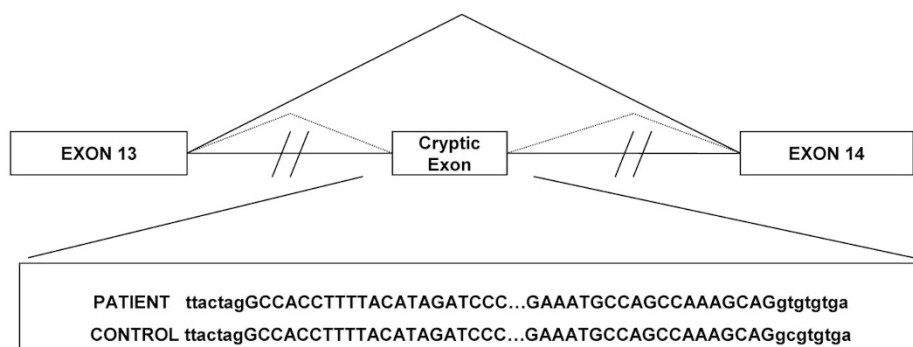 EXON 13
Cryptic
Exon
EXON 14
PATIENT ttactagGCCACCTTTTACATAGATCCC...GAAATGCCAGCCAAAGCAGgtgtgtga
CONTROL ttactagGCCACCTTTTACATAGATCCC...GAAATGCCAGCCAAAGCAGgcgtgtga